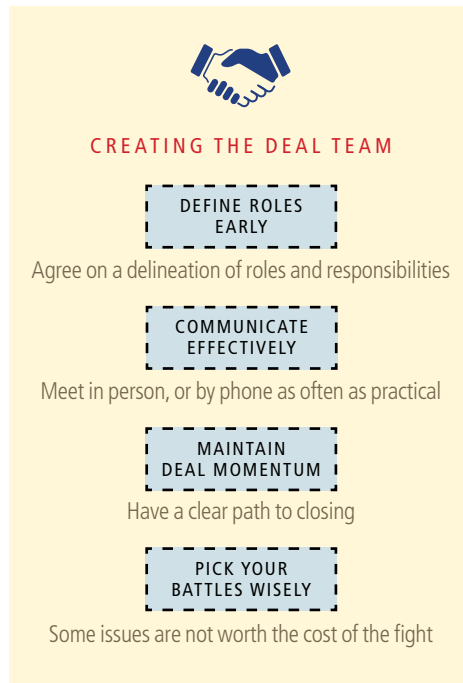 CREATING THE DEAL TEAM
DEFINE ROLES
EARLY
Agree on a delineation of roles and responsibilities
COMMUNICATE
EFFECTIVELY
Meet in person, or by phone as often as practical
MAINTAIN
DEAL MOMENTUM
Have a clear path to closing
PICK YOUR
BATTLES WISELY
Some issues are not worth the cost of the fight